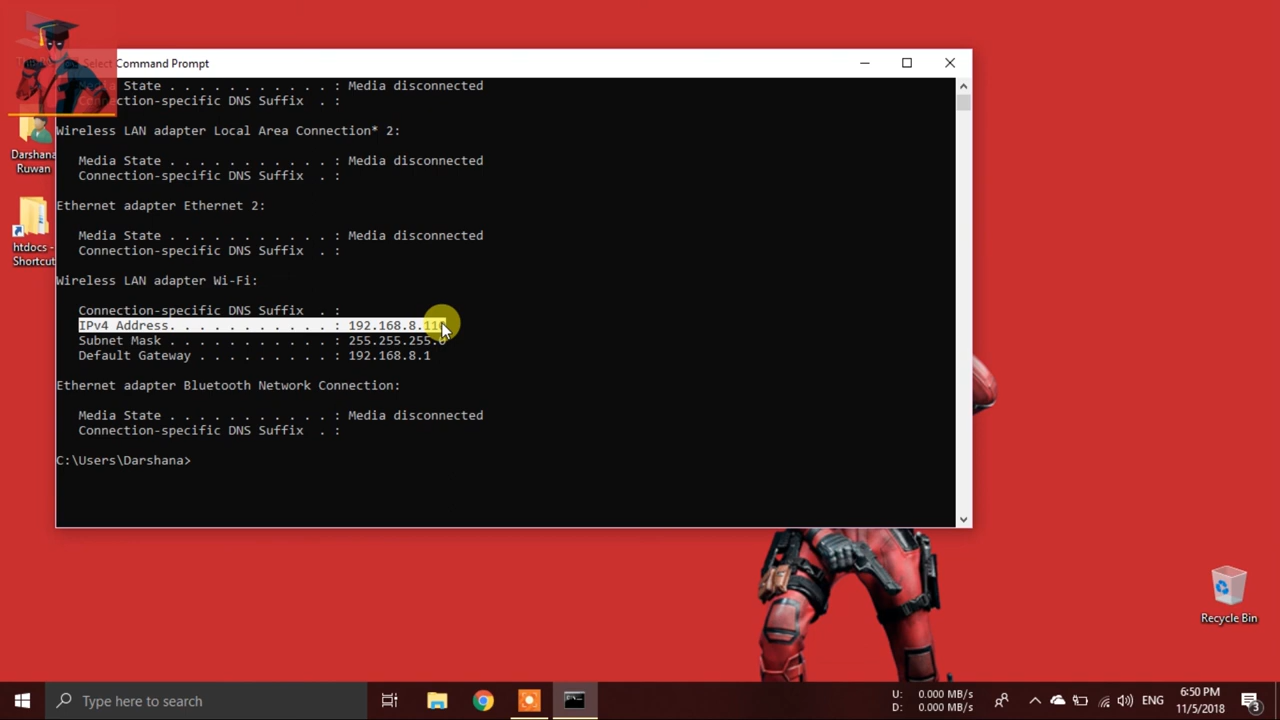 Select Command Prompt
Media State . . . . . . . . . . . : Media disconnected
Connection-specific DNS Suffix  . :
Wireless LAN adapter Local Area Connection* 2:
Media State . . . . . . . . . . . : Media disconnected
Connection-specific DNS Suffix  . :
Ethernet adapter Ethernet 2:
Media State . . . . . . . . . . . : Media disconnected
Connection-specific DNS Suffix  . :
Wireless LAN adapter Wi-Fi:
Connection-specific DNS Suffix  . :
IPv4 Address. . . . . . . . . . . :
Subnet Mask . . . . . . . . . . . : 255.255.255.0
Default Gateway . . . . . . . . . : 192.168.8.1
Ethernet adapter Bluetooth Network Connection:
Media State . . . . . . . . . . . : Media disconnected
Connection-specific DNS Suffix  . :
C:\Users\Darshana>
Darshana
Ruwan
htdocs -
Shortcut
Recycle Bin
Type here to search
U: 0.000 MB/s
D: 0.000 MB/s
ENG
6:50 PM
11/5/2018
3